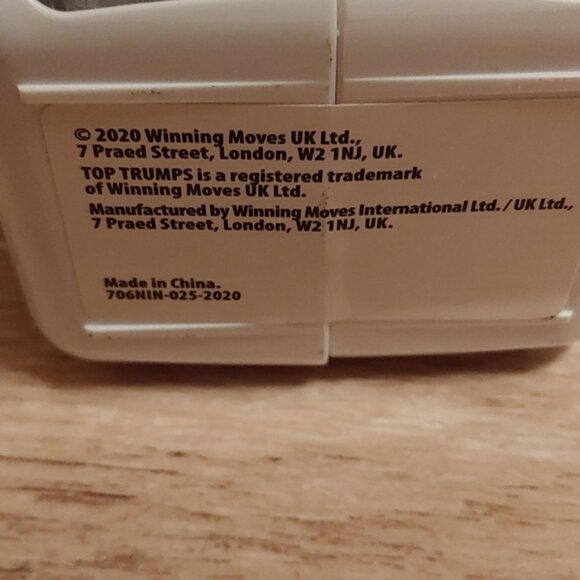 © 2020 Winning Moves UK Ltd.,
7 Praed Street, London, W2 1NJ, UK.
TOP TRUMPS is a registered trademark
of Winning Moves UK Ltd.
Manufactured by Winning Moves International Ltd. / UK Ltd.,
7 Praed Street, London, W2 1NJ, UK.
Made in China.
706NIN-025-2020